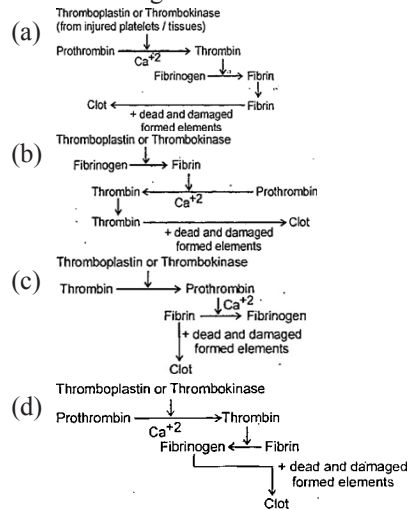 (a)
Thromboplastin or Thrombokinase
(from injured platelets / tissues)
Prothrombin Thrombin
Ca+2
Fibrinogen Fibrin
Clot Fibrin
+ dead and damaged
formed elements
(b)
Thromboplastin or Thrombokinase
Fibrinogen Fibrin
Thrombin Prothrombin
Ca+2
Thrombin Clot
+ dead and damaged
formed elements
(c)
Thromboplastin or Thrombokinase
Thrombin Prothrombin
Ca+2
Fibrin Fibrinogen
+ dead and damaged
formed elements
Clot
(d)
Thromboplastin or Thrombokinase
Prothrombin Thrombin
Ca+2
Fibrinogen Fibrin
+ dead and damaged
formed elements
Clot